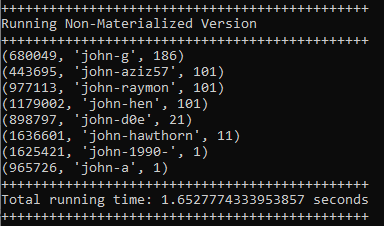 ++++++++++++++++++++++++++++++++++++++++++++++
Running Non-Materialized Version
++++++++++++++++++++++++++++++++++++++++++++++
(680049, 'john-g', 186)
(443695, 'john-aziz57', 101)
(977113, 'john-raymon', 101)
(1179002, 'john-hen', 101)
(898797, 'john-d0e', 21)
(1636601, 'john-hawthorn', 11)
(1625421, 'john-1990-', 1)
(965726, 'john-a', 1)
++++++++++++++++++++++++++++++++++++++++++++++
Total running time: 1.6527774333953857 seconds
++++++++++++++++++++++++++++++++++++++++++++++